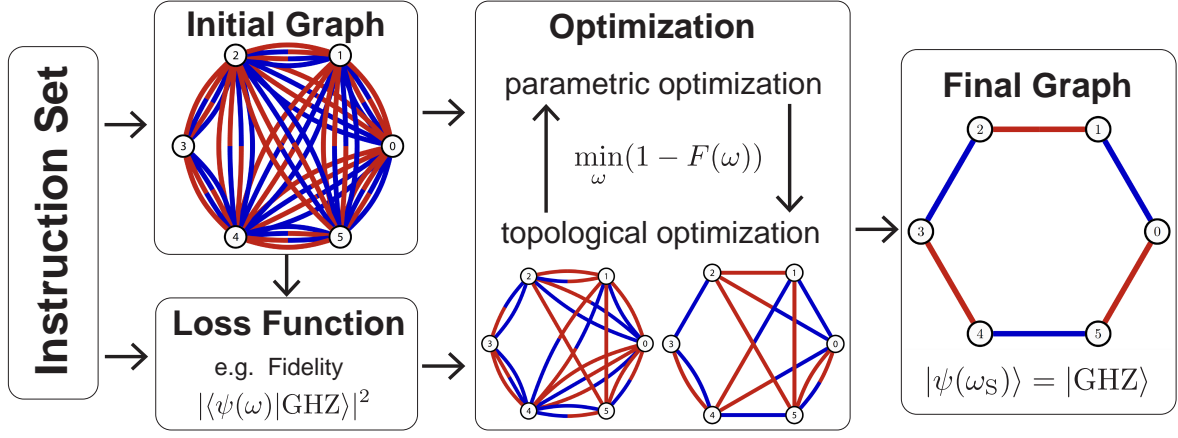 Instruction Set
Initial Graph
2
1
3
0
4
5
Loss Function
e.g. Fidelity
|⟨ψ(ω)|GHZ⟩|²
Optimization
parametric optimization
min(1 − F(ω))
ω
topological optimization
2
1
3
0
4
5
2
1
3
0
4
5
Final Graph
2
1
3
0
4
5
|ψ(ω_S)⟩ = |GHZ⟩